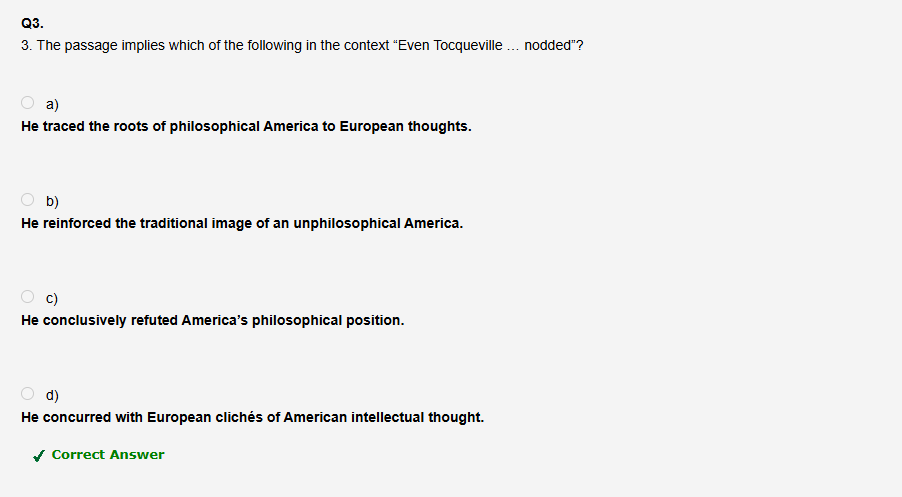 Q3.
3. The passage implies which of the following in the context “Even Tocqueville … nodded”?
a)
He traced the roots of philosophical America to European thoughts.
b)
He reinforced the traditional image of an unphilosophical America.
c)
He conclusively refuted America’s philosophical position.
d)
He concurred with European clichés of American intellectual thought.
✓ Correct Answer